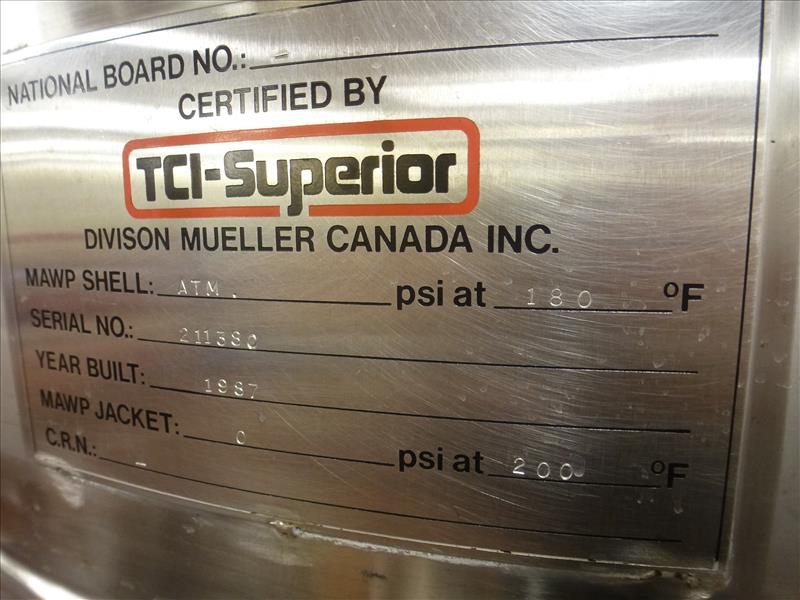 NATIONAL BOARD NO.: -
CERTIFIED BY
TCI-Superior
DIVISON MUELLER CANADA INC.
MAWP SHELL: ATM. psi at 180 °F
SERIAL NO.: 211380
YEAR BUILT: 1987
MAWP JACKET: 0 psi at 200 °F
C.R.N.: -